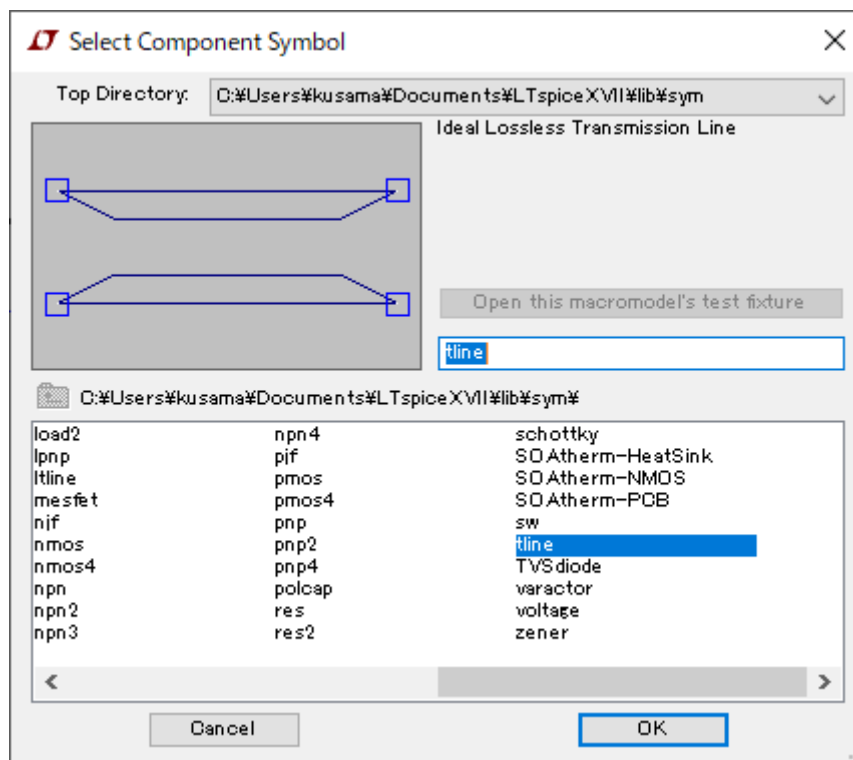 Select Component Symbol
Top Directory: C:¥Users¥kusama¥Documents¥LTspiceXVII¥lib¥sym
Ideal Lossless Transmission Line
Open this macromodel's test fixture
tline
C:¥Users¥kusama¥Documents¥LTspiceXVII¥lib¥sym¥
load2 npn4 schottky
lpnp pjf SOAtherm-HeatSink
ltline pmos SOAtherm-NMOS
mesfet pmos4 SOAtherm-PCB
njf pnp sw
nmos pnp2 tline
nmos4 pnp4 TVSdiode
npn polcap varactor
npn2 res voltage
npn3 res2 zener
Cancel OK